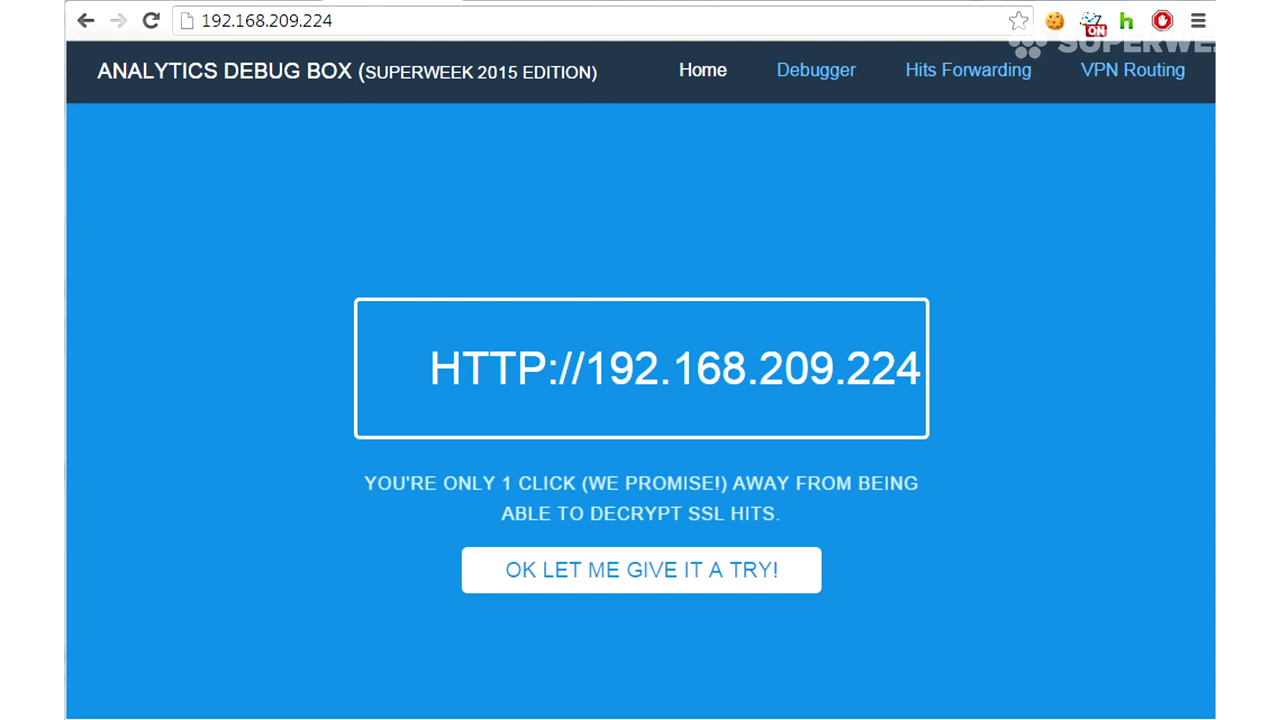 192.168.209.224
ON
h
SUPERWE
ANALYTICS DEBUG BOX (SUPERWEEK 2015 EDITION)
Home
Debugger
Hits Forwarding
VPN Routing
HTTP://192.168.209.224
YOU'RE ONLY 1 CLICK (WE PROMISE!) AWAY FROM BEING
ABLE TO DECRYPT SSL HITS.
OK LET ME GIVE IT A TRY!